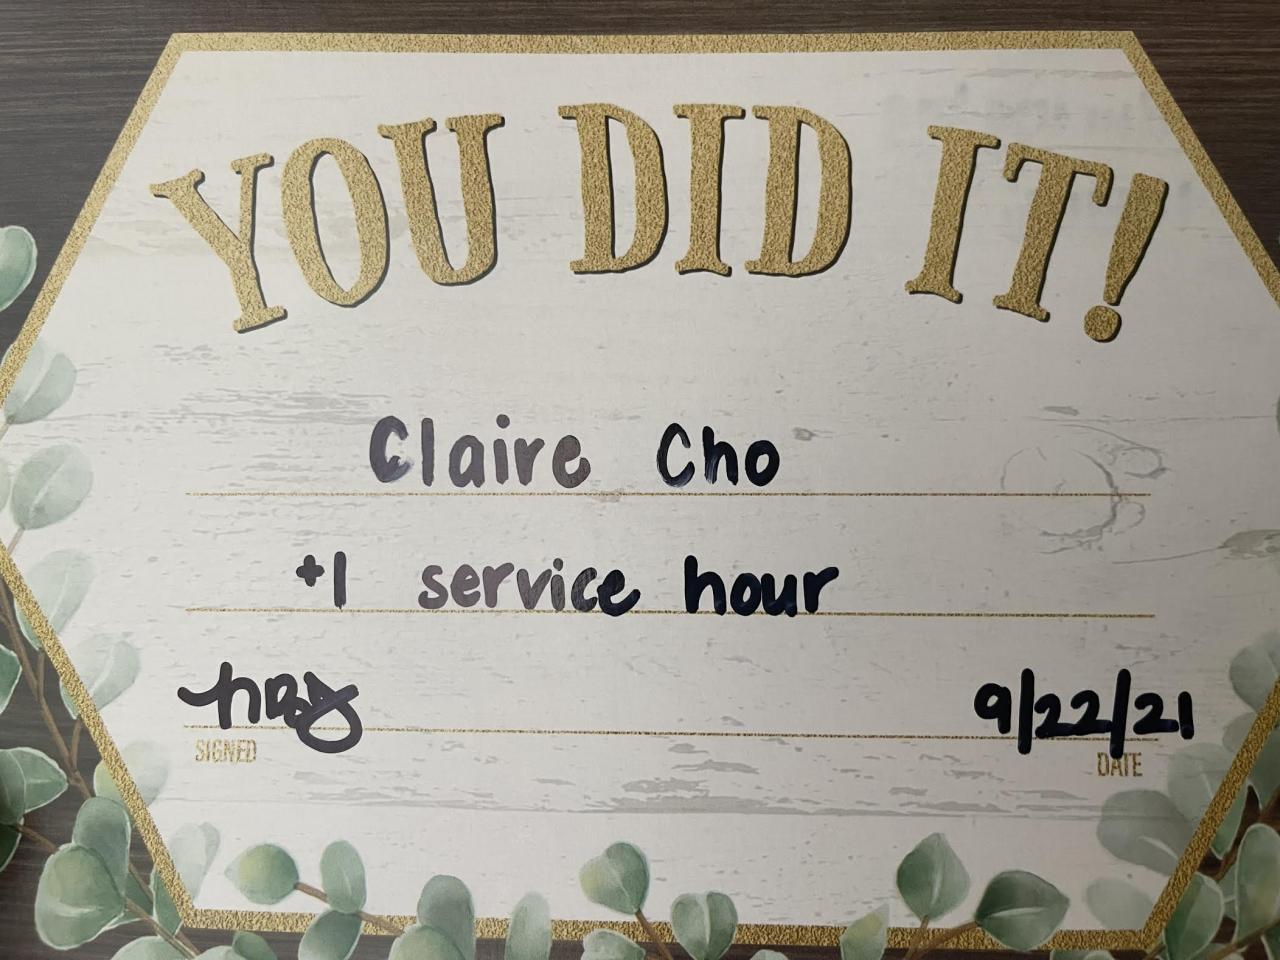 YOU DID IT!
Claire Cho
+1 service hour
9/22/21
SIGNED DATE